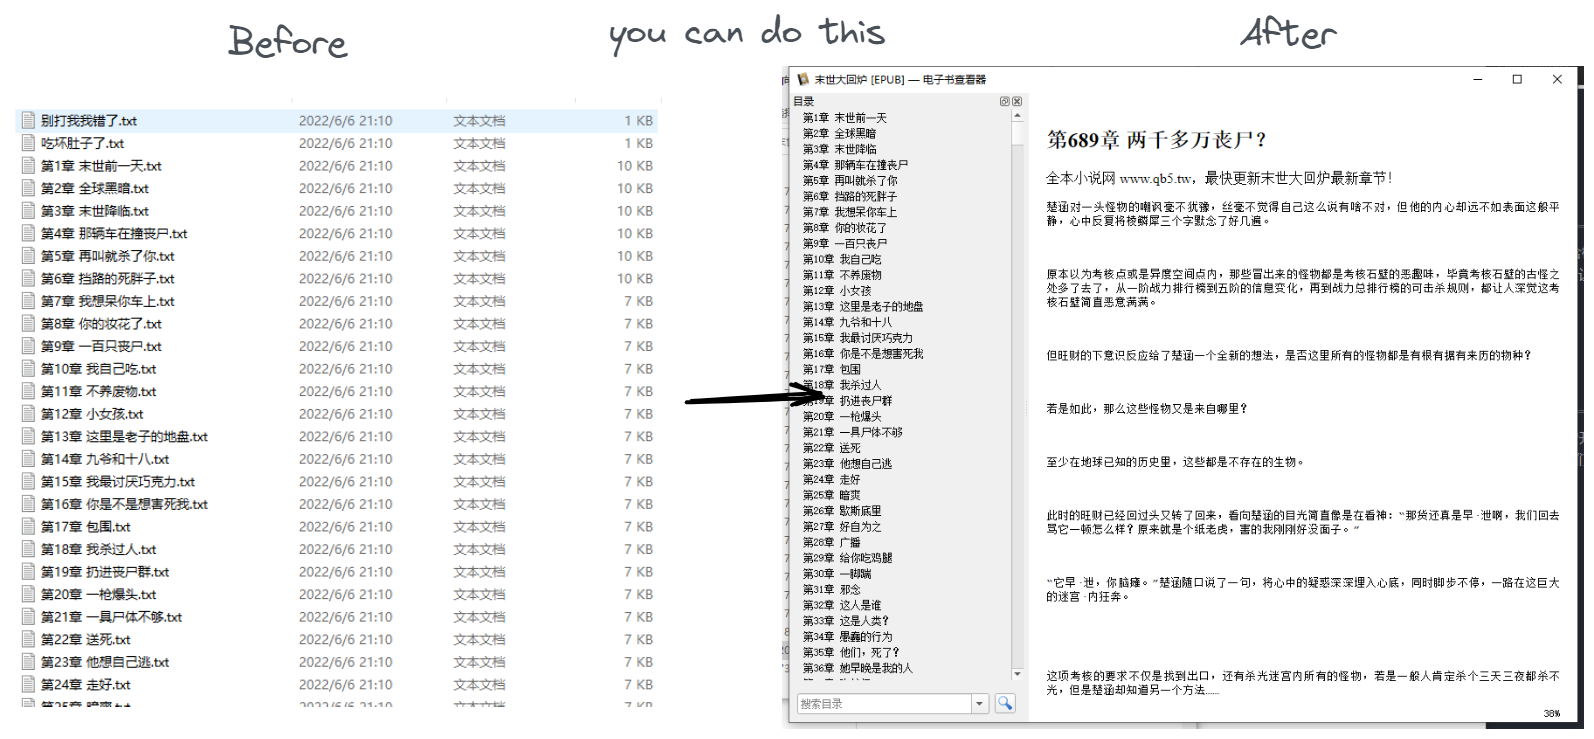 Before
you can do this
After
别打我我错了.txt 2022/6/6 21:10 文本文档 1 KB
吃坏肚子了.txt 2022/6/6 21:10 文本文档 1 KB
第1章 末世前一天.txt 2022/6/6 21:10 文本文档 10 KB
第2章 全球黑暗.txt 2022/6/6 21:10 文本文档 10 KB
第3章 末世降临.txt 2022/6/6 21:10 文本文档 10 KB
第4章 那辆车在撞丧尸.txt 2022/6/6 21:10 文本文档 10 KB
第5章 再叫就杀了你.txt 2022/6/6 21:10 文本文档 10 KB
第6章 挡路的死胖子.txt 2022/6/6 21:10 文本文档 10 KB
第7章 我想呆你车上.txt 2022/6/6 21:10 文本文档 7 KB
第8章 你的妆花了.txt 2022/6/6 21:10 文本文档 7 KB
第9章 一百只丧尸.txt 2022/6/6 21:10 文本文档 7 KB
第10章 我自己吃.txt 2022/6/6 21:10 文本文档 7 KB
第11章 不养废物.txt 2022/6/6 21:10 文本文档 7 KB
第12章 小女孩.txt 2022/6/6 21:10 文本文档 7 KB
第13章 这里是老子的地盘.txt 2022/6/6 21:10 文本文档 7 KB
第14章 九爷和十八.txt 2022/6/6 21:10 文本文档 7 KB
第15章 我最讨厌巧克力.txt 2022/6/6 21:10 文本文档 7 KB
第16章 你是不是想害死我.txt 2022/6/6 21:10 文本文档 7 KB
第17章 包围.txt 2022/6/6 21:10 文本文档 7 KB
第18章 我杀过人.txt 2022/6/6 21:10 文本文档 7 KB
第19章 扔进丧尸群.txt 2022/6/6 21:10 文本文档 7 KB
第20章 一枪爆头.txt 2022/6/6 21:10 文本文档 7 KB
第21章 一具尸体不够.txt 2022/6/6 21:10 文本文档 7 KB
第22章 送死.txt 2022/6/6 21:10 文本文档 7 KB
第23章 他想自己逃.txt 2022/6/6 21:10 文本文档 7 KB
第24章 走好.txt 2022/6/6 21:10 文本文档 7 KB
末世大回炉 [EPUB] — 电子书查看器
目录
第1章 末世前一天
第2章 全球黑暗
第3章 末世降临
第4章 那辆车在撞丧尸
第5章 再叫就杀了你
第6章 挡路的死胖子
第7章 我想呆你车上
第8章 你的妆花了
第9章 一百只丧尸
第10章 我自己吃
第11章 不养废物
第12章 小女孩
第13章 这里是老子的地盘
第14章 九爷和十八
第15章 我最讨厌巧克力
第16章 你是不是想害死我
第17章 包围
第18章 我杀过人
第19章 扔进丧尸群
第20章 一枪爆头
第21章 一具尸体不够
第22章 送死
第23章 他想自己逃
第24章 走好
第25章 暗爽
第26章 歇斯底里
第27章 好自为之
第28章 广播
第29章 给你吃鸡腿
第30章 一脚踹
第31章 邪念
第32章 这人是谁
第33章 这是人类?
第34章 愚蠢的行为
第35章 他们，死了?
第36章 她早晚是我的人
搜索目录
第689章 两千多万丧尸?
全本小说网 www.qb5.tw，最快更新末世大回炉最新章节！
楚涵对一头怪物的嘲讽毫不犹豫，丝毫不觉得自己这么说有啥不对，但他的内心却远不如表面这般平
静，心中反复将棱鳞犀三个字默念了好几遍。
原本以为考核点或是异度空间点内，那些冒出来的怪物都是考核石壁的恶趣味，毕竟考核石壁的古怪之
处多了去了，从一阶战力排行榜到五阶的信息变化，再到战力总排行榜的可击杀规则，都让人深觉这考
核石壁简直恶意满满。
但旺财的下意识反应给了楚涵一个全新的想法，是否这里所有的怪物都是有根有据有来历的物种?
若是如此，那么这些怪物又是来自哪里?
至少在地球已知的历史里，这些都是不存在的生物。
此时的旺财已经回过头又转了回来，看向楚涵的目光简直像是在看神：“那货还真是早·泄啊，我们回去
骂它一顿怎么样? 原来就是个纸老虎，害的我刚刚好没面子。”
“它早·泄，你脑瘫。”楚涵随口说了一句，将心中的疑惑深深埋入心底，同时脚步不停，一路在这巨大
的迷宫·内狂奔。
这项考核的要求不仅是找到出口，还有杀光迷宫内所有的怪物，若是一般人肯定杀个三天三夜都杀不
光，但是楚涵却知道另一个方法……
38%